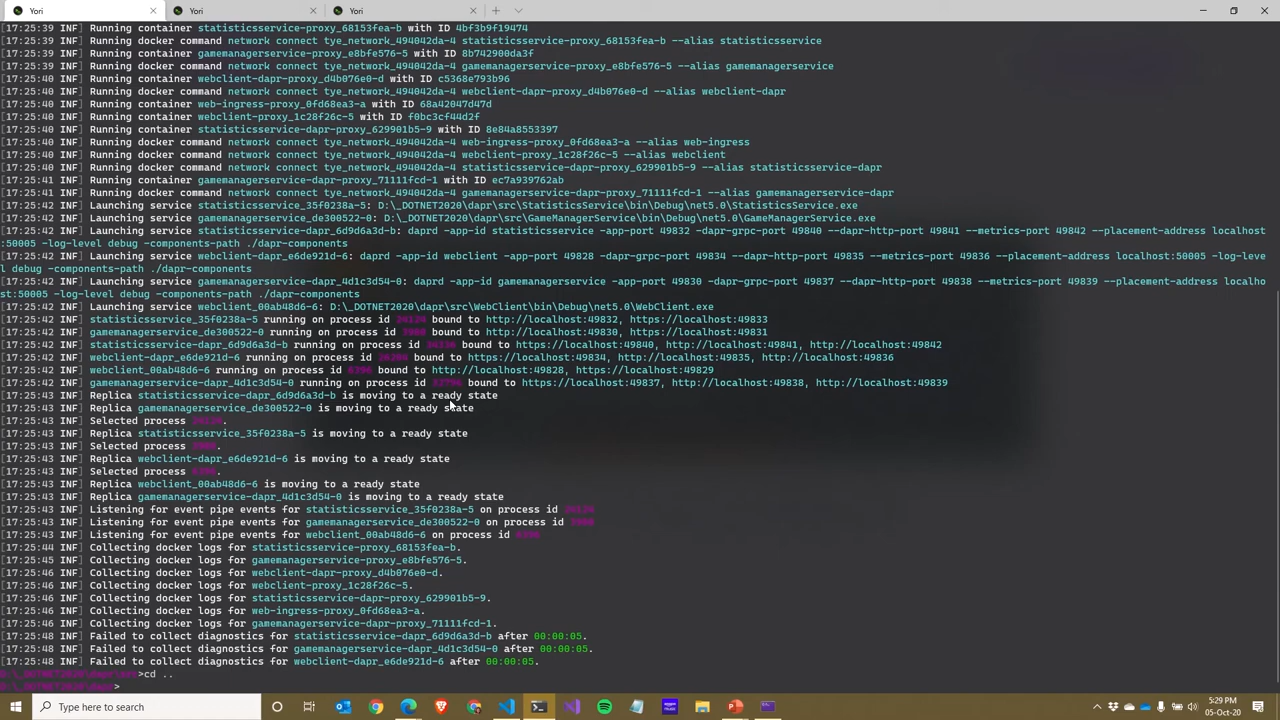 Yori
Yori
Yori
[17:25:39 INF] Running container statisticsservice-proxy_68153fea-b with ID 4bf3b9f19474
[17:25:39 INF] Running docker command network connect tye_network_494042da-4 statisticsservice-proxy_68153fea-b --alias statisticsservice
[17:25:39 INF] Running container gamemanagerservice-proxy_e8bfe576-5 with ID 8b742900da3f
[17:25:39 INF] Running docker command network connect tye_network_494042da-4 gamemanagerservice-proxy_e8bfe576-5 --alias gamemanagerservice
[17:25:40 INF] Running container webclient-dapr-proxy_d4b076e0-d with ID c5368e793b96
[17:25:40 INF] Running docker command network connect tye_network_494042da-4 webclient-dapr-proxy_d4b076e0-d --alias webclient-dapr
[17:25:40 INF] Running container web-ingress-proxy_0fd68ea3-a with ID 68a42047d47d
[17:25:40 INF] Running container webclient-proxy_1c28f26c-5 with ID f0bc3cf44d2f
[17:25:40 INF] Running container statisticsservice-dapr-proxy_629901b5-9 with ID 8e84a8553397
[17:25:40 INF] Running docker command network connect tye_network_494042da-4 web-ingress-proxy_0fd68ea3-a --alias web-ingress
[17:25:40 INF] Running docker command network connect tye_network_494042da-4 webclient-proxy_1c28f26c-5 --alias webclient
[17:25:40 INF] Running docker command network connect tye_network_494042da-4 statisticsservice-dapr-proxy_629901b5-9 --alias statisticsservice-dapr
[17:25:41 INF] Running container gamemanagerservice-dapr-proxy_71111fcd-1 with ID ec7a939762ab
[17:25:41 INF] Running docker command network connect tye_network_494042da-4 gamemanagerservice-dapr-proxy_71111fcd-1 --alias gamemanagerservice-dapr
[17:25:42 INF] Launching service statisticsservice_35f0238a-5: D:\_DOTNET2020\dapr\src\StatisticsService\bin\Debug\net5.0\StatisticsService.exe
[17:25:42 INF] Launching service gamemanagerservice_de300522-0: D:\_DOTNET2020\dapr\src\GameManagerService\bin\Debug\net5.0\GameManagerService.exe
[17:25:42 INF] Launching service statisticsservice-dapr_6d9d6a3d-b: daprd -app-id statisticsservice -app-port 49832 -dapr-grpc-port 49840 --dapr-http-port 49841 --metrics-port 49842 --placement-address localhost
:50005 -log-level debug -components-path ./dapr-components
[17:25:42 INF] Launching service webclient-dapr_e6de921d-6: daprd -app-id webclient -app-port 49828 -dapr-grpc-port 49834 --dapr-http-port 49835 --metrics-port 49836 --placement-address localhost:50005 -log-leve
l debug -components-path ./dapr-components
[17:25:42 INF] Launching service gamemanagerservice-dapr_4d1c3d54-0: daprd -app-id gamemanagerservice -app-port 49830 -dapr-grpc-port 49837 --dapr-http-port 49838 --metrics-port 49839 --placement-address localho
st:50005 -log-level debug -components-path ./dapr-components
[17:25:42 INF] Launching service webclient_00ab48d6-6: D:\_DOTNET2020\dapr\src\WebClient\bin\Debug\net5.0\WebClient.exe
[17:25:42 INF] statisticsservice_35f0238a-5 running on process id bound to http://localhost:49832, https://localhost:49833
[17:25:42 INF] gamemanagerservice_de300522-0 running on process id bound to http://localhost:49830, https://localhost:49831
[17:25:42 INF] statisticsservice-dapr_6d9d6a3d-b running on process id bound to https://localhost:49840, http://localhost:49841, http://localhost:49842
[17:25:42 INF] webclient-dapr_e6de921d-6 running on process id bound to https://localhost:49834, http://localhost:49835, http://localhost:49836
[17:25:42 INF] webclient_00ab48d6-6 running on process id bound to http://localhost:49828, https://localhost:49829
[17:25:42 INF] gamemanagerservice-dapr_4d1c3d54-0 running on process id bound to https://localhost:49837, http://localhost:49838, http://localhost:49839
[17:25:43 INF] Replica statisticsservice-dapr_6d9d6a3d-b is moving to a ready state
[17:25:43 INF] Replica gamemanagerservice_de300522-0 is moving to a ready state
[17:25:43 INF] Selected process
[17:25:43 INF] Replica statisticsservice_35f0238a-5 is moving to a ready state
[17:25:43 INF] Selected process
[17:25:43 INF] Replica webclient-dapr_e6de921d-6 is moving to a ready state
[17:25:43 INF] Selected process
[17:25:43 INF] Replica webclient_00ab48d6-6 is moving to a ready state
[17:25:43 INF] Replica gamemanagerservice-dapr_4d1c3d54-0 is moving to a ready state
[17:25:43 INF] Listening for event pipe events for statisticsservice_35f0238a-5 on process id
[17:25:43 INF] Listening for event pipe events for gamemanagerservice_de300522-0 on process id
[17:25:43 INF] Listening for event pipe events for webclient_00ab48d6-6 on process id
[17:25:44 INF] Collecting docker logs for statisticsservice-proxy_68153fea-b.
[17:25:45 INF] Collecting docker logs for gamemanagerservice-proxy_e8bfe576-5.
[17:25:46 INF] Collecting docker logs for webclient-dapr-proxy_d4b076e0-d.
[17:25:46 INF] Collecting docker logs for webclient-proxy_1c28f26c-5.
[17:25:46 INF] Collecting docker logs for statisticsservice-dapr-proxy_629901b5-9.
[17:25:46 INF] Collecting docker logs for web-ingress-proxy_0fd68ea3-a.
[17:25:46 INF] Collecting docker logs for gamemanagerservice-dapr-proxy_71111fcd-1.
[17:25:48 INF] Failed to collect diagnostics for statisticsservice-dapr_6d9d6a3d-b after 00:00:05.
[17:25:48 INF] Failed to collect diagnostics for gamemanagerservice-dapr_4d1c3d54-0 after 00:00:05.
[17:25:48 INF] Failed to collect diagnostics for webclient-dapr_e6de921d-6 after 00:00:05.
D:\_DOTNET2020\dapr\src>cd ..
D:\_DOTNET2020\dapr>
Type here to search
5:29 PM
05-Oct-20